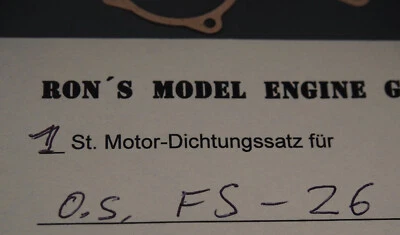 RON´S MODEL ENGINE G
1 St. Motor-Dichtungssatz für
O.S. FS-26